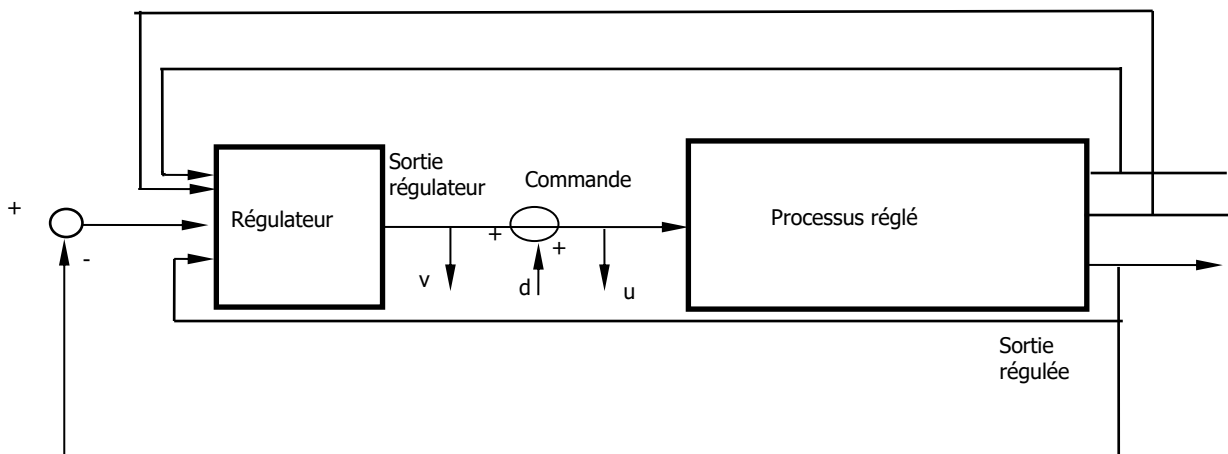 Sortie
régulateur
Commande
+
Régulateur
Processus réglé
+
+
-
v
d
u
Sortie
régulée